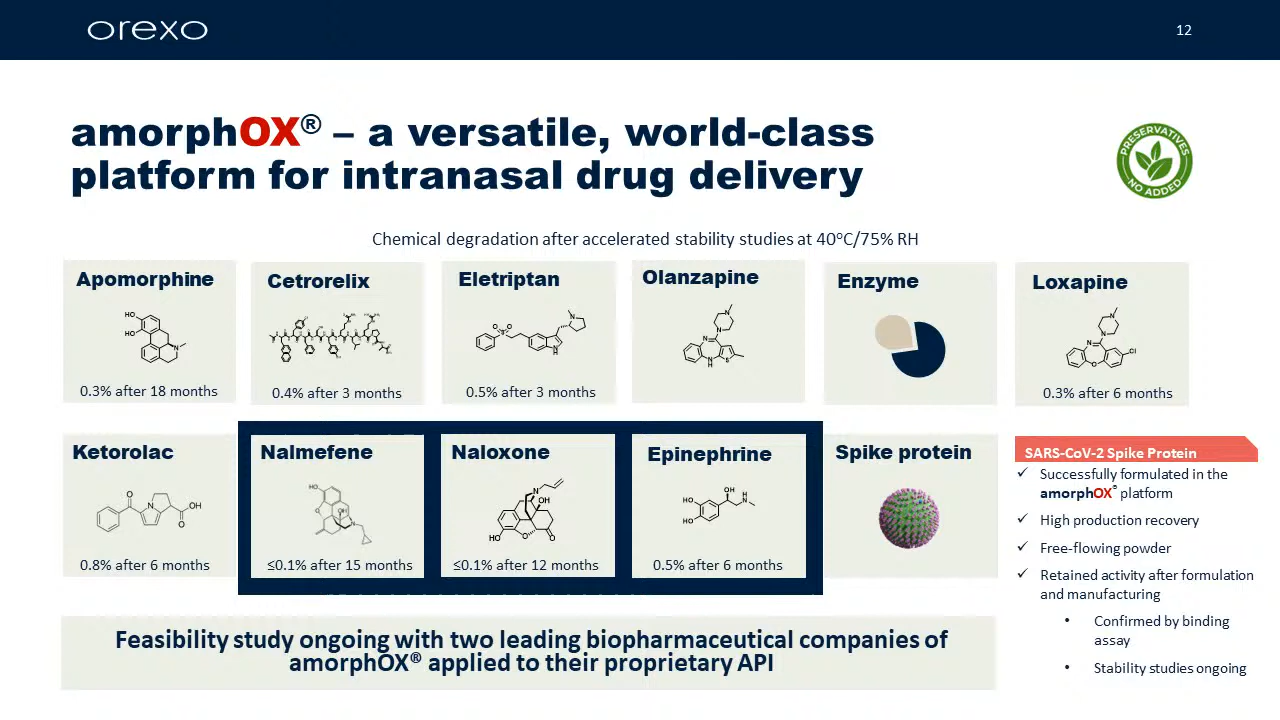 orexo
12
amorphOX® – a versatile, world-class
platform for intranasal drug delivery
PRESERVATIVES
NO ADDED
Chemical degradation after accelerated stability studies at 40°C/75% RH
Apomorphine
0.3% after 18 months
Cetrorelix
0.4% after 3 months
Eletriptan
0.5% after 3 months
Olanzapine
Enzyme
Loxapine
0.3% after 6 months
Ketorolac
0.8% after 6 months
Nalmefene
≤0.1% after 15 months
Naloxone
≤0.1% after 12 months
Epinephrine
0.5% after 6 months
Spike protein
SARS-CoV-2 Spike Protein
✓ Successfully formulated in the
amorphOX® platform
✓ High production recovery
✓ Free-flowing powder
✓ Retained activity after formulation
and manufacturing
• Confirmed by binding
assay
• Stability studies ongoing
Feasibility study ongoing with two leading biopharmaceutical companies of
amorphOX® applied to their proprietary API